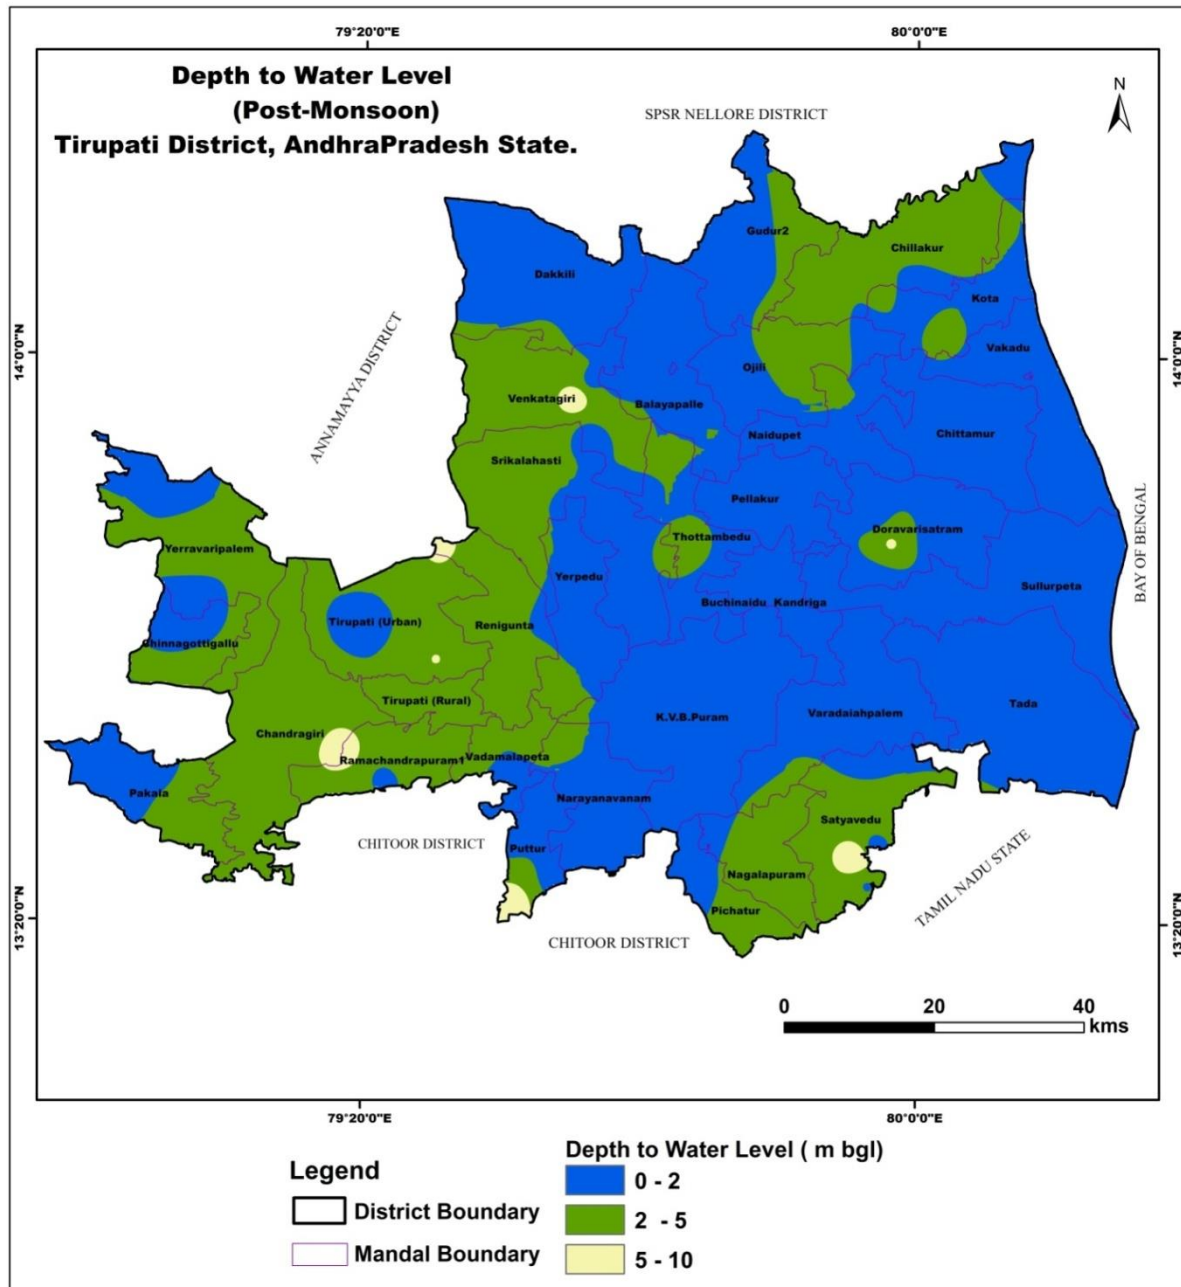 79°20'0"E
80°0'0"E
Depth to Water Level
(Post-Monsoon)
Tirupati District, AndhraPradesh State.
N
SPSR NELLORE DISTRICT
Gudur2
Chillakur
Dakkili
Kota
14°0'0"N
14°0'0"N
ANNAMAYYA DISTRICT
Vakadu
Ojili
Venkatagiri
Balayapalle
Naidupet
Chittamur
Srikalahasti
Pellakur
BAY OF BENGAL
Doravarisatram
Thottambedu
Yerravaripalem
Yerpedu
Sullurpeta
Buchinaidu Kandriga
Tirupati (Urban)
Renigunta
Chinnagottigallu
Tirupati (Rural)
Tada
K.V.B.Puram
Varadaiahpalem
Chandragiri
Ramachandrapuram1
Vadamalapeta
Pakala
Narayanavanam
Satyavedu
CHITOOR DISTRICT
Puttur
Nagalapuram
TAMIL NADU STATE
Pichatur
13°20'0"N
13°20'0"N
CHITOOR DISTRICT
0 20 40
kms
79°20'0"E
80°0'0"E
Legend
District Boundary
Mandal Boundary
Depth to Water Level ( m bgl)
0 - 2
2 - 5
5 - 10